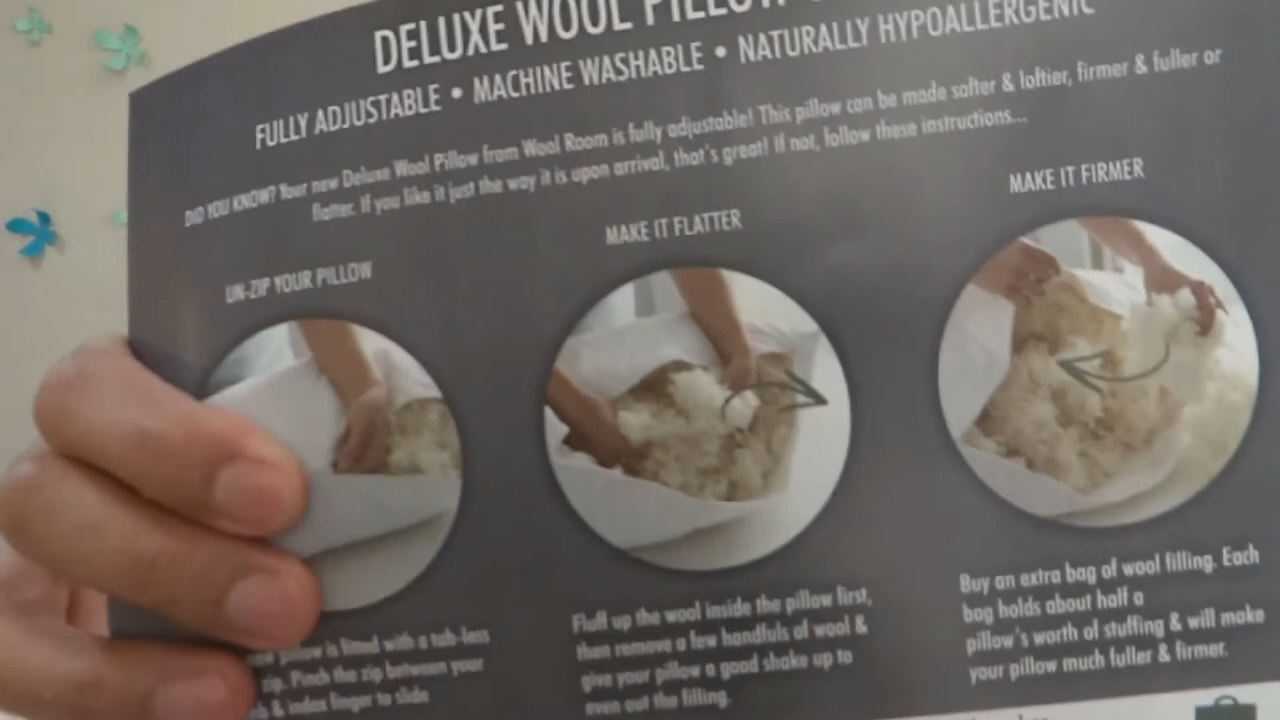 DELUXE WOOL PILLOW
FULLY ADJUSTABLE • MACHINE WASHABLE • NATURALLY HYPOALLERGENIC
DID YOU KNOW? Your new Deluxe Wool Pillow from Wool Room is fully adjustable! This pillow can be made softer & loftier, firmer & fuller or
flatter. If you like it just the way it is upon arrival, that's great! If not, follow these instructions...
UN-ZIP YOUR PILLOW
MAKE IT FLATTER
MAKE IT FIRMER
pillow is fitted with a tab-less
zip. Pinch the zip between your
& index finger to slide
Fluff up the wool inside the pillow first,
then remove a few handfuls of wool &
give your pillow a good shake up to
even out the filling.
Buy an extra bag of wool filling. Each
bag holds about half a
pillow's worth of stuffing & will make
your pillow much fuller & firmer.